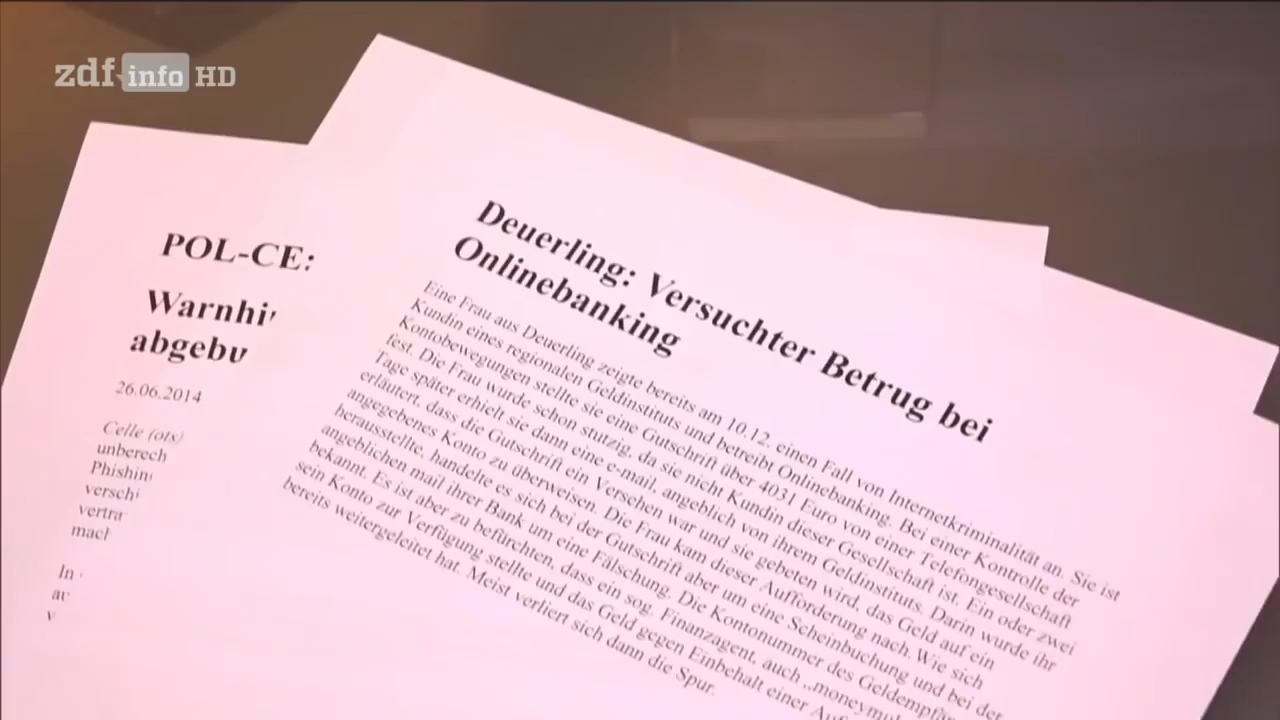 zdf info HD
POL-CE:
Warnhi
abgebu
26.06.2014
Celle (ots)
unberech
Phishin
verschi
vertra
mach
In
av
v
Deuerling: Versuchter Betrug bei
Onlinebanking
Eine Frau aus Deuerling zeigte bereits am 10.12. einen Fall von Internetkriminalität an. Sie ist
Kundin eines regionalen Geldinstituts und betreibt Onlinebanking. Bei einer Kontrolle der
Kontobewegungen stellte sie eine Gutschrift über 4031 Euro von einer Telefongesellschaft
fest. Die Frau wurde schon stutzig, da sie nicht Kundin dieser Gesellschaft ist. Ein oder zwei
Tage später erhielt sie dann eine e-mail, angeblich von ihrem Geldinstituts. Darin wurde ihr
erläutert, dass die Gutschrift ein Versehen war und sie gebeten wird, das Geld auf ein
angegebenes Konto zu überweisen. Die Frau kam dieser Aufforderung nach. Wie sich
herausstellte, handelte es sich bei der Gutschrift aber um eine Scheinbuchung und bei der
angeblichen mail ihrer Bank um eine Fälschung. Die Kontonummer des Geldempfän
bekannt. Es ist aber zu befürchten, dass ein sog. Finanzagent, auch „moneymul
sein Konto zur Verfügung stellte und das Geld gegen Einbehalt einer Auf
bereits weitergeleitet hat. Meist verliert sich dann die Spur.